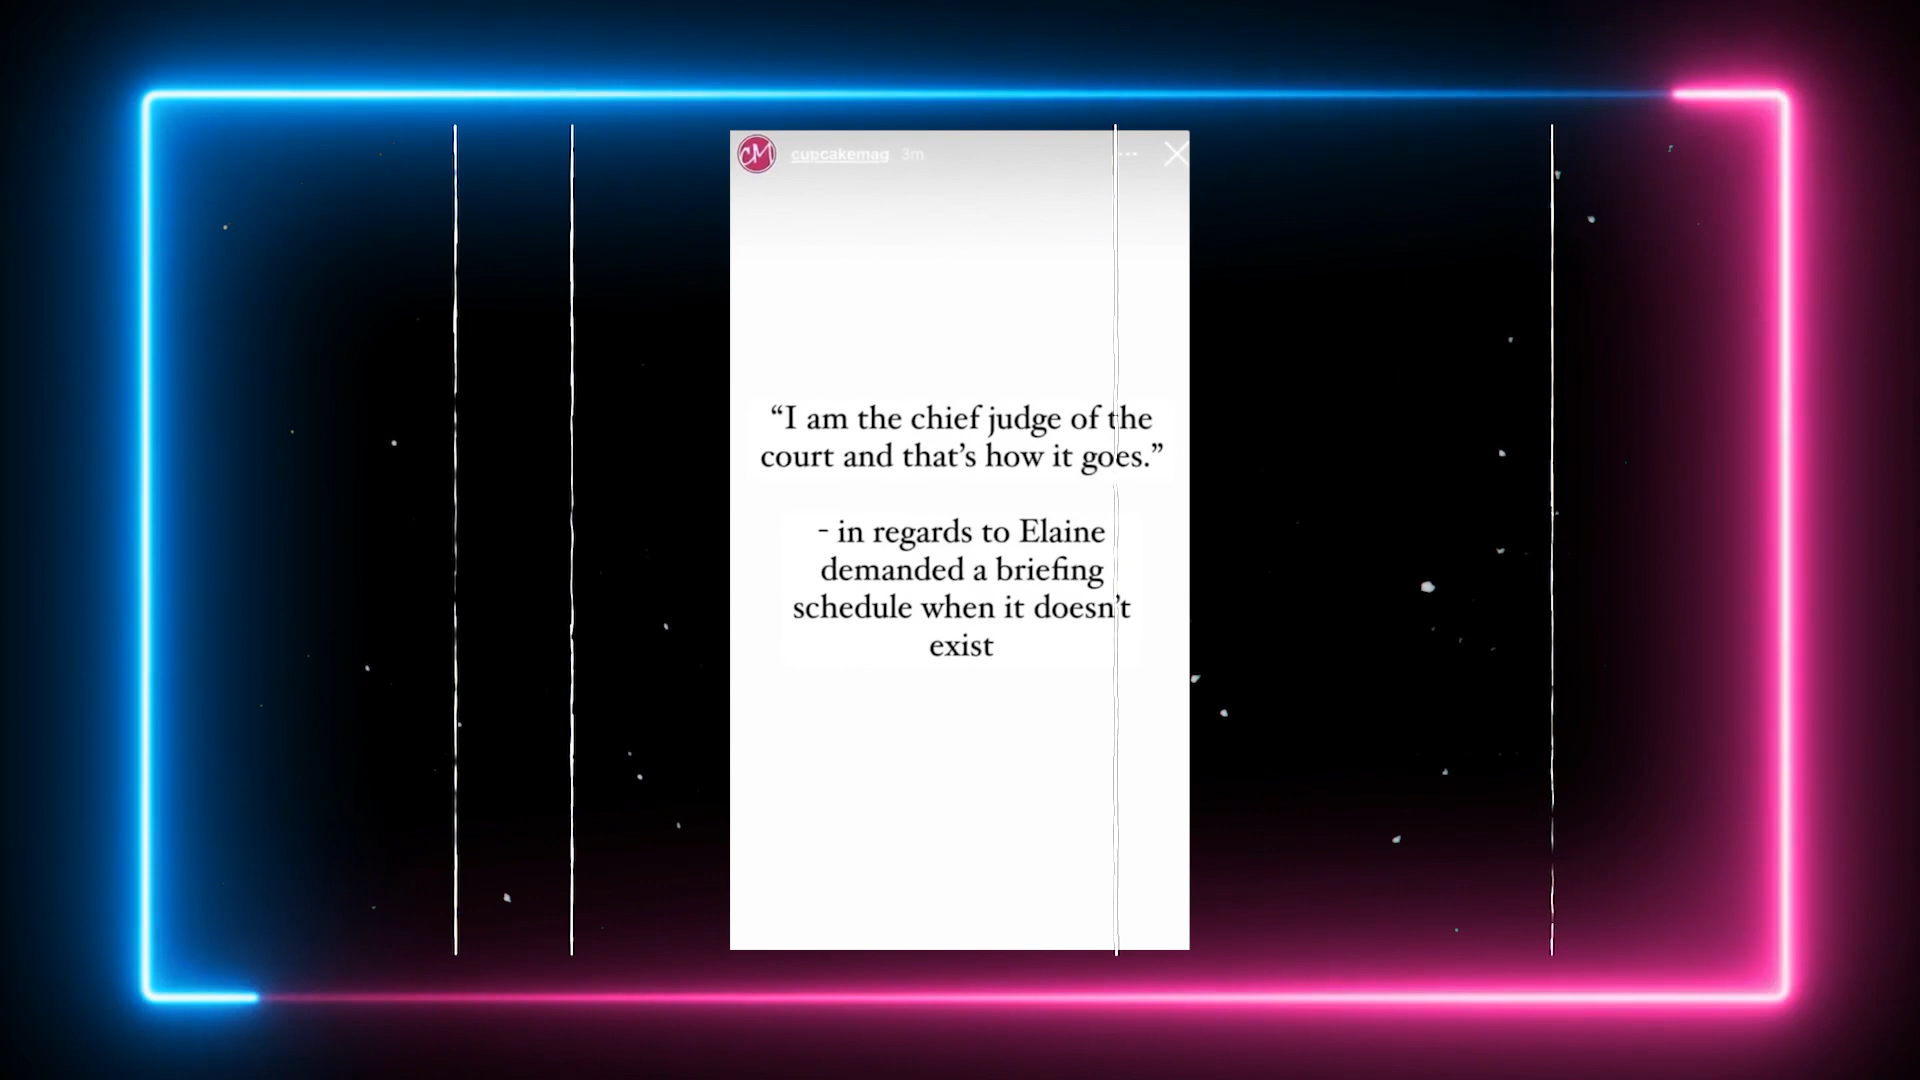 CM cupcakemag 3m
“I am the chief judge of the
court and that’s how it goes.”
- in regards to Elaine
demanded a briefing
schedule when it doesn’t
exist